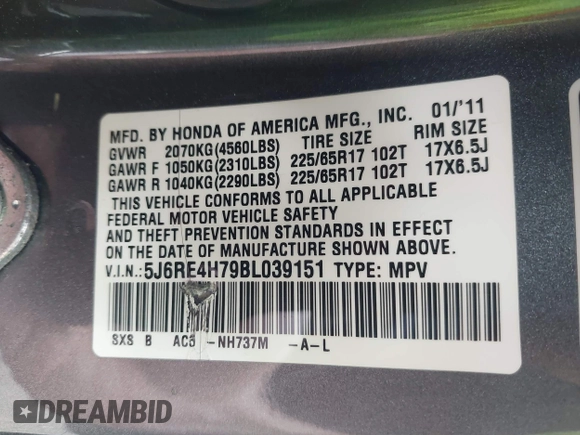 MFD. BY HONDA OF AMERICA MFG., INC. 01/'11
GVWR 2070KG(4560LBS) TIRE SIZE RIM SIZE
GAWR F 1050KG(2310LBS) 225/65R17 102T 17X6.5J
GAWR R 1040KG(2290LBS) 225/65R17 102T 17X6.5J
THIS VEHICLE CONFORMS TO ALL APPLICABLE
FEDERAL MOTOR VEHICLE SAFETY
AND THEFT PREVENTION STANDARDS IN EFFECT
ON THE DATE OF MANUFACTURE SHOWN ABOVE.
V.I.N.: 5J6RE4H79BL039151 TYPE: MPV
SXS B -NH737M -A-L
DREAMBID